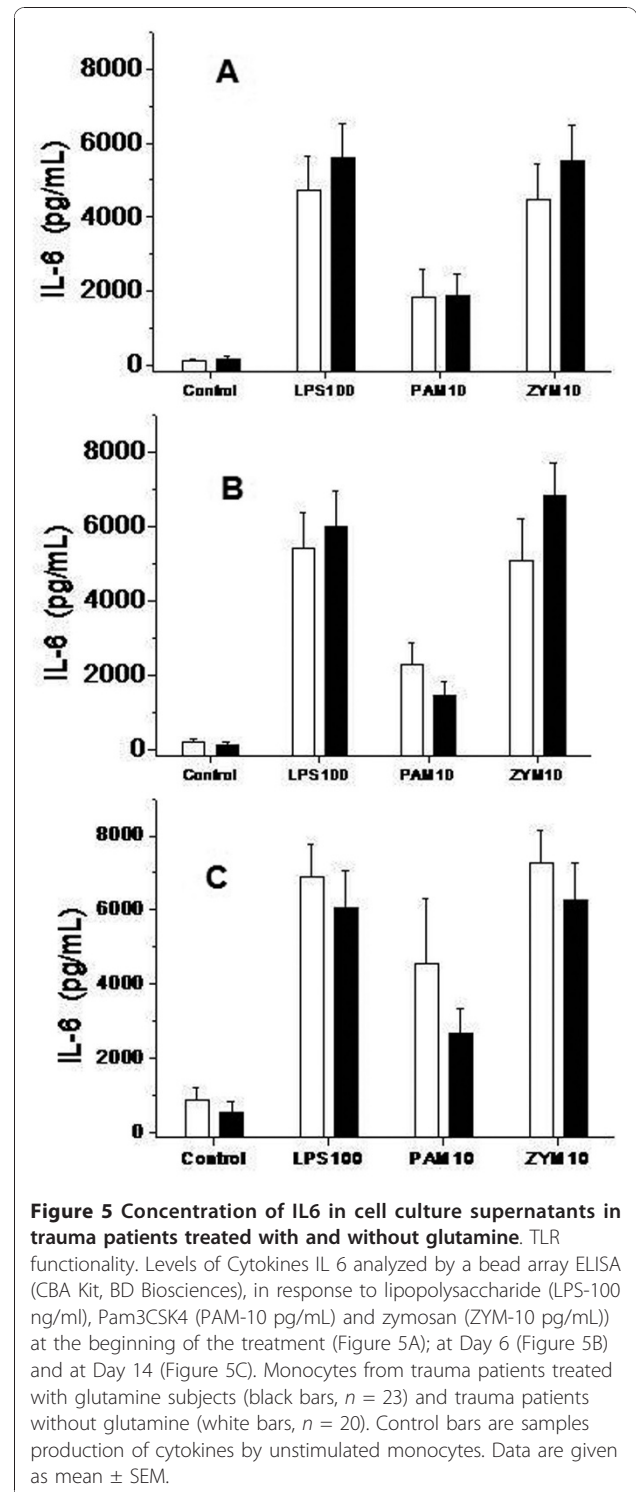 A
8000
6000
4000
2000
0
IL-6 (pg/mL)
Control LPS100 PAM10 ZYM10
B
8000
6000
4000
2000
0
IL-6 (pg/mL)
Control LPS100 PAM10 ZYM10
C
8000
6000
4000
2000
0
IL-6 (pg/mL)
Control LPS100 PAM10 ZYM10
Figure 5 Concentration of IL6 in cell culture supernatants in
trauma patients treated with and without glutamine. TLR
functionality. Levels of Cytokines IL 6 analyzed by a bead array ELISA
(CBA Kit, BD Biosciences), in response to lipopolysaccharide (LPS-100
ng/ml), Pam3CSK4 (PAM-10 pg/mL) and zymosan (ZYM-10 pg/mL))
at the beginning of the treatment (Figure 5A); at Day 6 (Figure 5B)
and at Day 14 (Figure 5C). Monocytes from trauma patients treated
with glutamine subjects (black bars, n = 23) and trauma patients
without glutamine (white bars, n = 20). Control bars are samples
production of cytokines by unstimulated monocytes. Data are given
as mean ± SEM.